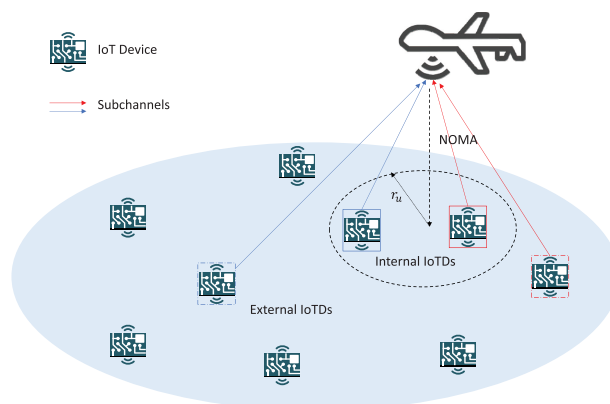 IoT Device
Subchannels
NOMA
r_u
Internal IoTDs
External IoTDs